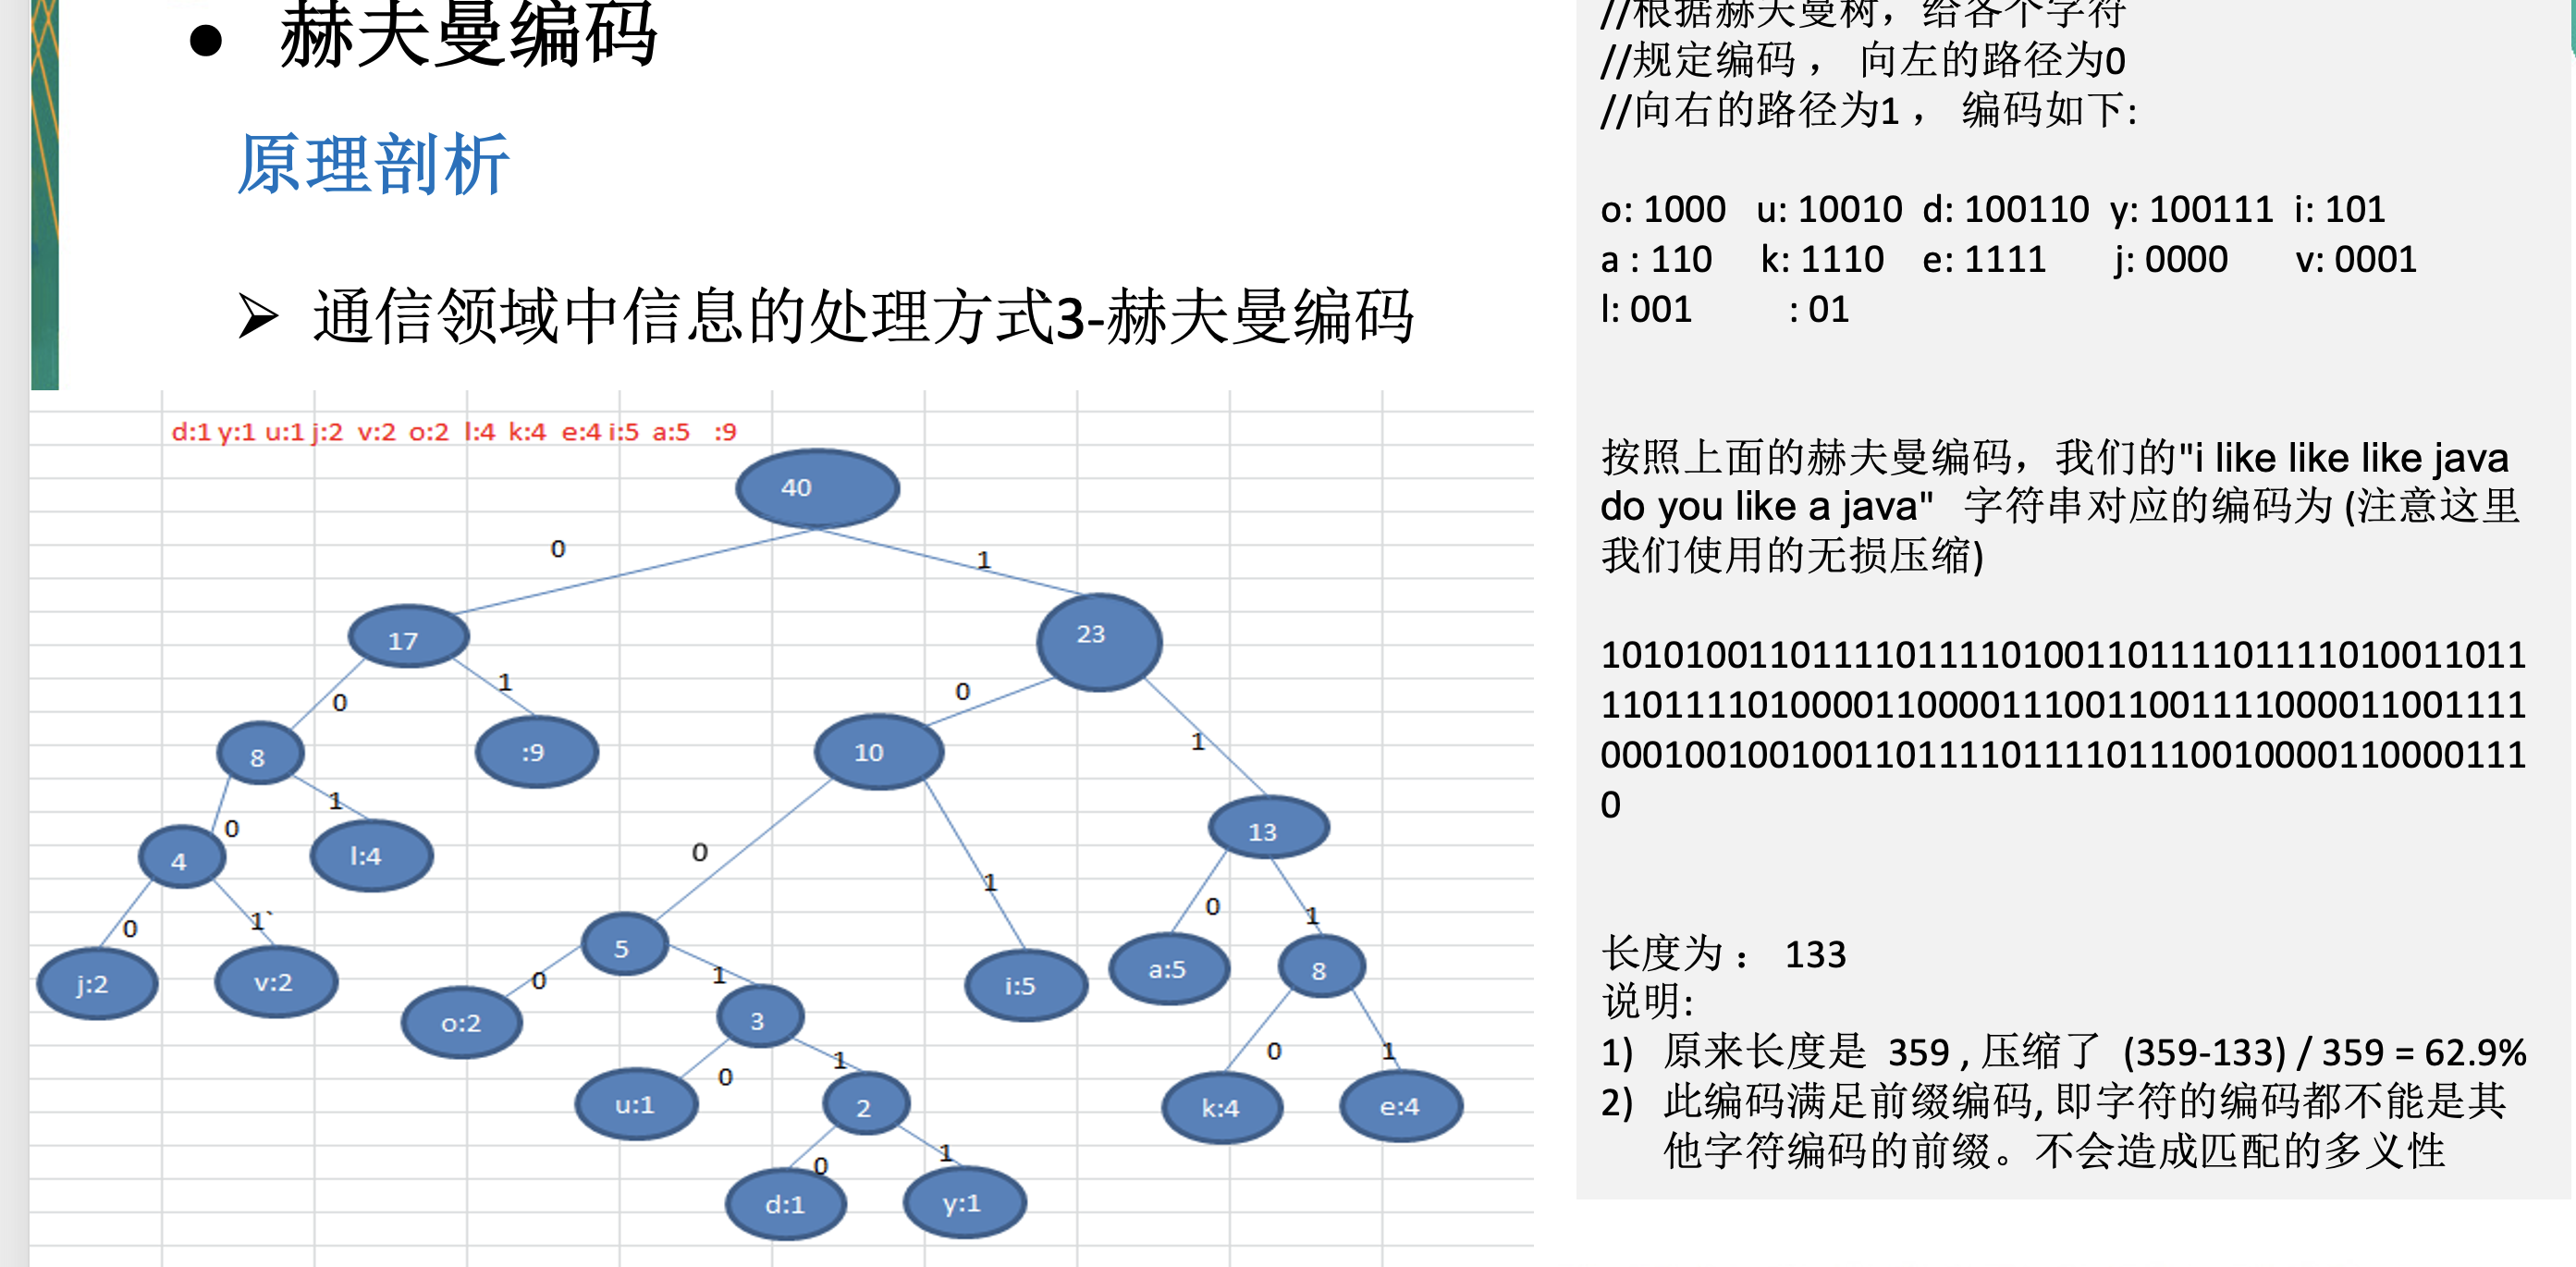 赫夫曼编码
原理剖析
通信领域中信息的处理方式3-赫夫曼编码
d:1 y:1 u:1 j:2 v:2 o:2 l:4 k:4 e:4 i:5 a:5 :9
40
0
1
17
23
0
1
0
1
8
:9
10
13
0
1
0
1
0
1
4
l:4
5
i:5
a:5
8
0
1`
0
1
0
1
j:2
v:2
o:2
3
k:4
e:4
0
1
u:1
2
0
1
d:1
y:1
//根据赫夫曼树，给各个字符
//规定编码 ， 向左的路径为0
//向右的路径为1 ， 编码如下:
o: 1000 u: 10010 d: 100110 y: 100111 i: 101
a : 110 k: 1110 e: 1111 j: 0000 v: 0001
l: 001 : 01
按照上面的赫夫曼编码，我们的"i like like like java
do you like a java" 字符串对应的编码为 (注意这里
我们使用的无损压缩)
10101001101111011110100110111101111010011011
11011110100001100001110011001111000011001111
00010010010011011110111101110010000110000111
0
长度为 ： 133
说明:
1) 原来长度是 359 , 压缩了 (359-133) / 359 = 62.9%
2) 此编码满足前缀编码, 即字符的编码都不能是其
他字符编码的前缀。不会造成匹配的多义性